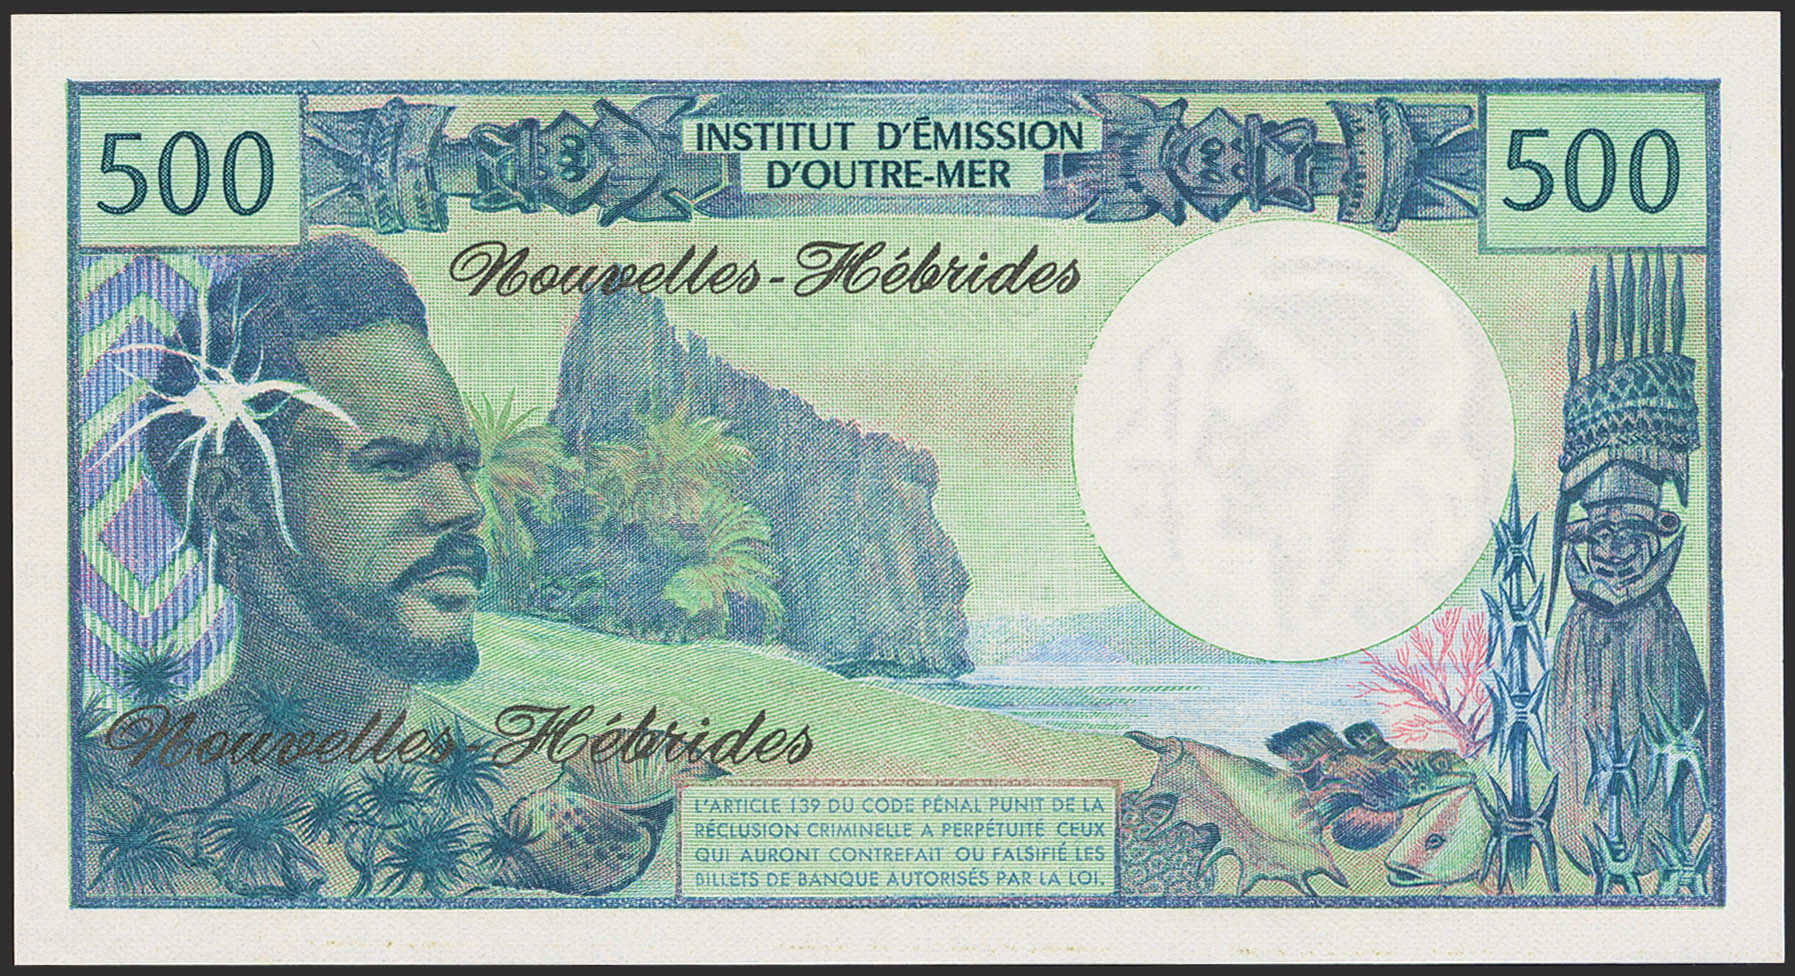 500
INSTITUT D'ÉMISSION
D'OUTRE-MER
500
Nouvelles-Hébrides
Nouvelles-Hébrides
L'ARTICLE 139 DU CODE PÉNAL PUNIT DE LA
RÉCLUSION CRIMINELLE A PERPÉTUITÉ CEUX
QUI AURONT CONTREFAIT OU FALSIFIÉ LES
BILLETS DE BANQUE AUTORISÉS PAR LA LOI.